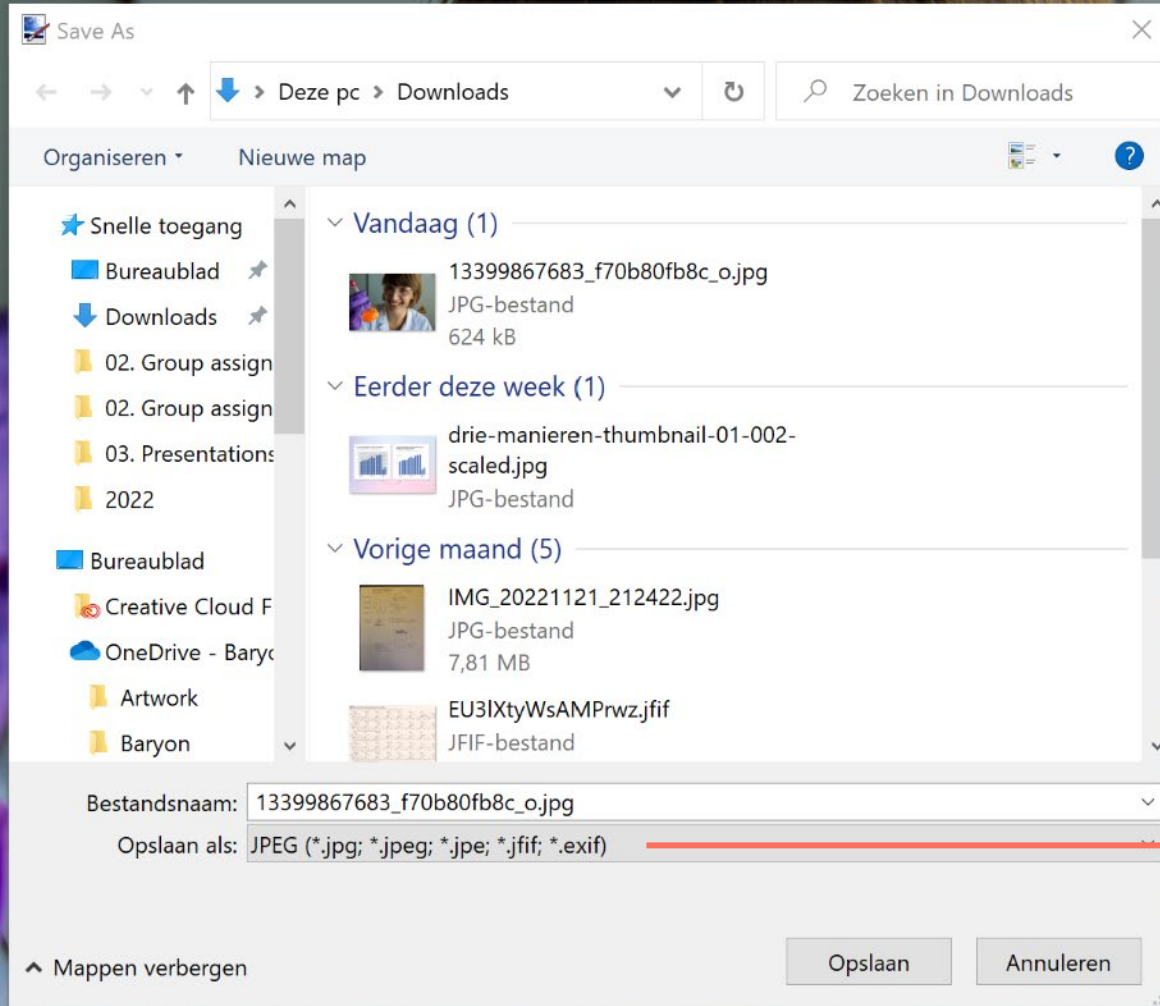 Save As
Deze pc > Downloads
Zoeken in Downloads
Organiseren
Nieuwe map
?
Snelle toegang
Bureaublad
Downloads
02. Group assign
02. Group assign
03. Presentations
2022
Bureaublad
Creative Cloud F
OneDrive - Baryo
Artwork
Baryon
Vandaag (1)
13399867683_f70b80fb8c_o.jpg
JPG-bestand
624 kB
Eerder deze week (1)
drie-manieren-thumbnail-01-002-
scaled.jpg
JPG-bestand
Vorige maand (5)
IMG_20221121_212422.jpg
JPG-bestand
7,81 MB
EU3lXtyWsAMPrwz.jfif
JFIF-bestand
Bestandsnaam: 13399867683_f70b80fb8c_o.jpg
Opslaan als: JPEG (*.jpg; *.jpeg; *.jpe; *.jfif; *.exif)
Mappen verbergen
Opslaan
Annuleren